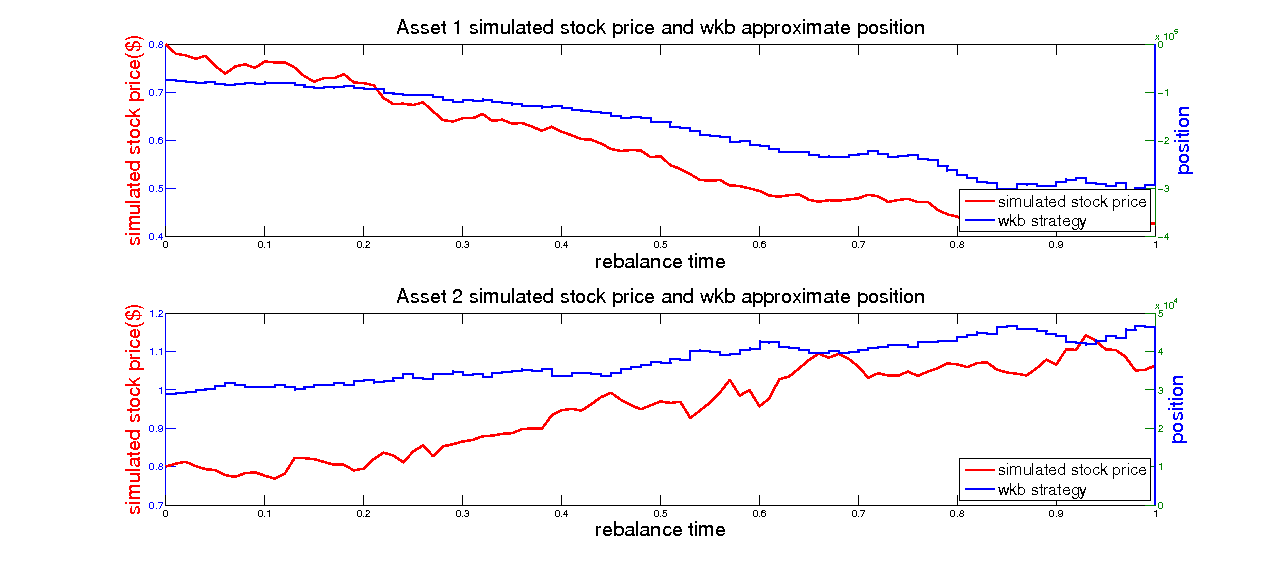 Asset 1 simulated stock price and wkb approximate position
x 10^5
0.8
0.7
0.6
0.5
0.4
simulated stock price($)
0
-1
-2
-3
-4
position
simulated stock price
wkb strategy
0 0.1 0.2 0.3 0.4 0.5 0.6 0.7 0.8 0.9 1
rebalance time
Asset 2 simulated stock price and wkb approximate position
x 10^4
1.2
1.1
1
0.9
0.8
0.7
simulated stock price($)
5
4
3
2
1
0
position
simulated stock price
wkb strategy
0 0.1 0.2 0.3 0.4 0.5 0.6 0.7 0.8 0.9 1
rebalance time